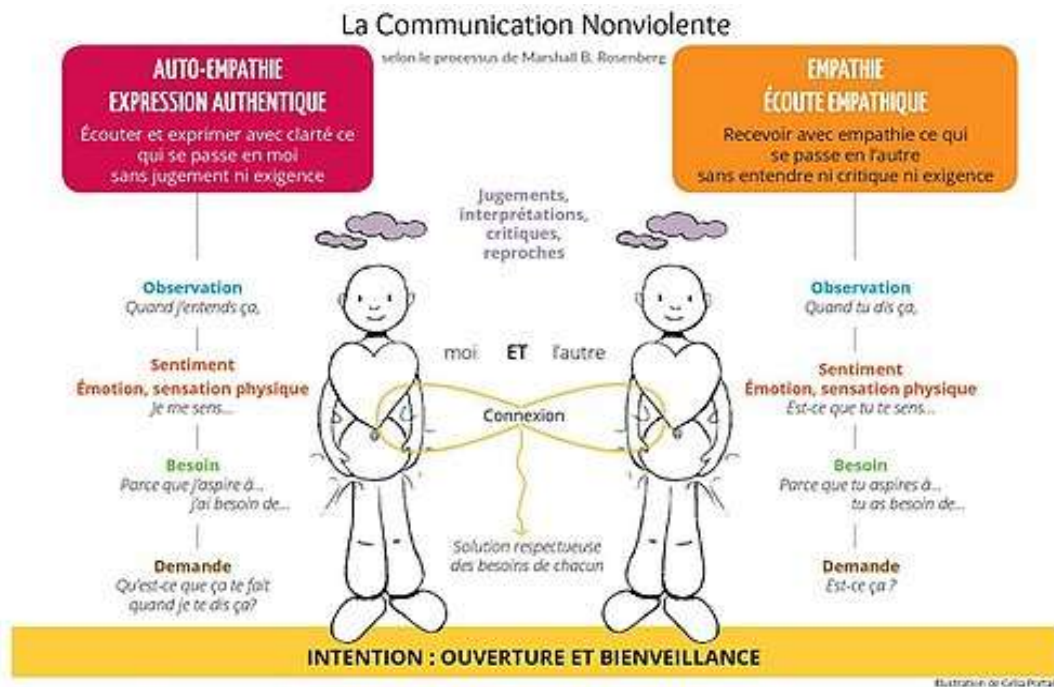 La Communication Nonviolente
selon le processus de Marshall B. Rosenberg
AUTO-EMPATHIE
EXPRESSION AUTHENTIQUE
Écouter et exprimer avec clarté ce
qui se passe en moi
sans jugement ni exigence
EMPATHIE
ÉCOUTE EMPATHIQUE
Recevoir avec empathie ce qui
se passe en l'autre
sans entendre ni critique ni exigence
Jugements,
interprétations,
critiques,
reproches
Observation
Quand j'entends ça,
Sentiment
Émotion, sensation physique
Je me sens...
Besoin
Parce que j'aspire à...
j'ai besoin de...
Demande
Qu'est-ce que ça te fait
quand je te dis ça?
moi ET l'autre
Connexion
Solution respectueuse
des besoins de chacun
Observation
Quand tu dis ça,
Sentiment
Émotion, sensation physique
Est-ce que tu te sens...
Besoin
Parce que tu aspires à...
tu as besoin de...
Demande
Est-ce ça ?
INTENTION : OUVERTURE ET BIENVEILLANCE
Illustration de Celia Portail